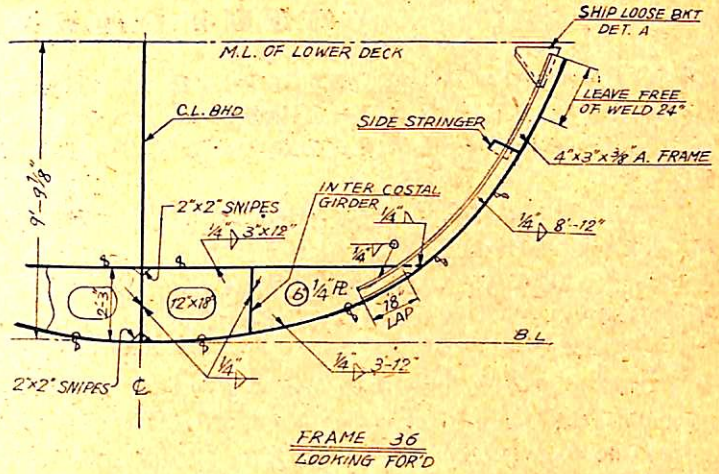 SHIP LOOSE BKT
DET. A
M.L. OF LOWER DECK
C.L. BHD
LEAVE FREE
OF WELD 24"
SIDE STRINGER
4"x3"x3/8" A. FRAME
9'-9 7/8"
2"x2" SNIPES
INTER COSTAL
GIRDER
1/4"
1/4" 3"x12"
1/4" V
1/4" 8'-12"
2'-3"
12"x18"
6 1/4" PL.
18"
LAP
B.L.
1/4"
1/4" 3'-12"
2"x2" SNIPES
℄
FRAME 36
LOOKING FOR'D